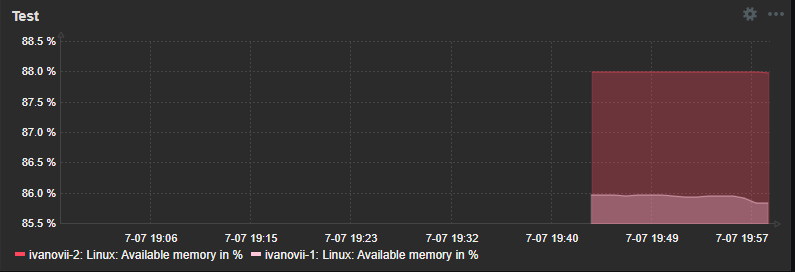 Test
88.5 %
88.0 %
87.5 %
87.0 %
86.5 %
86.0 %
85.5 %
7-07 19:06 7-07 19:15 7-07 19:23 7-07 19:32 7-07 19:40 7-07 19:49 7-07 19:57
ivanovii-2: Linux: Available memory in % ivanovii-1: Linux: Available memory in %